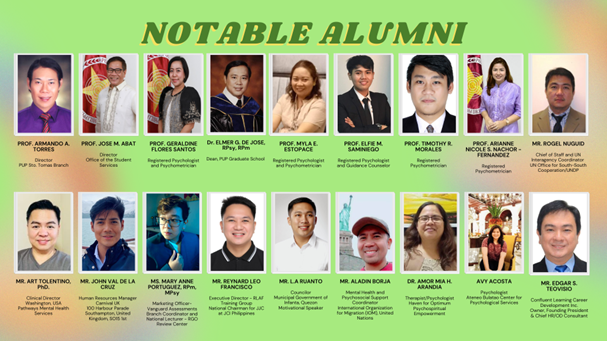 NOTABLE ALUMNI
PROF. ARMANDO A.
TORRES
Director
PUP Sto. Tomas Branch
PROF. JOSE M. ABAT
Director
Office of the Student
Services
PROF. GERALDINE
FLORES SANTOS
Registered Psychologist
and Psychometrician
Dr. ELMER G. DE JOSE,
RPsy, RPm
Dean, PUP Graduate School
PROF. MYLA E.
ESTOPACE
Registered Psychologist
and Psychometrician
PROF. ELFIE M.
SAMINIEGO
Registered Psychologist
and Guidance Counselor
PROF. TIMOTHY R.
MORALES
Registered
Psychometrician
PROF. ARIANNE
NICOLE S. NACHOR -
FERNANDEZ
Registered
Psychometrician
MR. ROGEL NUGUID
Chief of Staff and UN
Interagency Coordinator
UN Office for South-South
Cooperation/UNDP
MR. ART TOLENTINO,
PhD.
Clinical Director
Washington, USA
Pathways Mental Health
Services
MR. JOHN VAL DE LA
CRUZ
Human Resources Manager
Carnival UK
100 Harbour Parade
Southampton, United
Kingdom, SO15 1st
MS. MARY ANNE
PORTUGUEZ, RPm,
MPsy
Marketing Officer-
Vanguard Assessments
Branch Coordinator and
National Lecturer – RGO
Review Center
MR. REYNARD LEO
FRANCISCO
Executive Director – BLAF
Training Group
National Chairmen for JJC
at JCI Philippines
MR. L.A RUANTO
Councilor
Municipal Government of
Infanta, Quezon
Motivational Speaker
MR. ALADIN BORJA
Mental Health and
Psychosocial Support
Coordinator
International Organization
for Migration (IOM), United
Nations
DR. AMOR MIA H.
ARANDIA
Therapist/Psychologist
Haven for Optimum
Psychospiritual
Empowerment
AVY ACOSTA
Psychologist
Ateneo Bulatao Center for
Psychological Services
MR. EDGAR S.
TEOVISIO
Confluent Learning Career
Development Inc.
Owner, Founding President
& Chief HR/OD Consultant